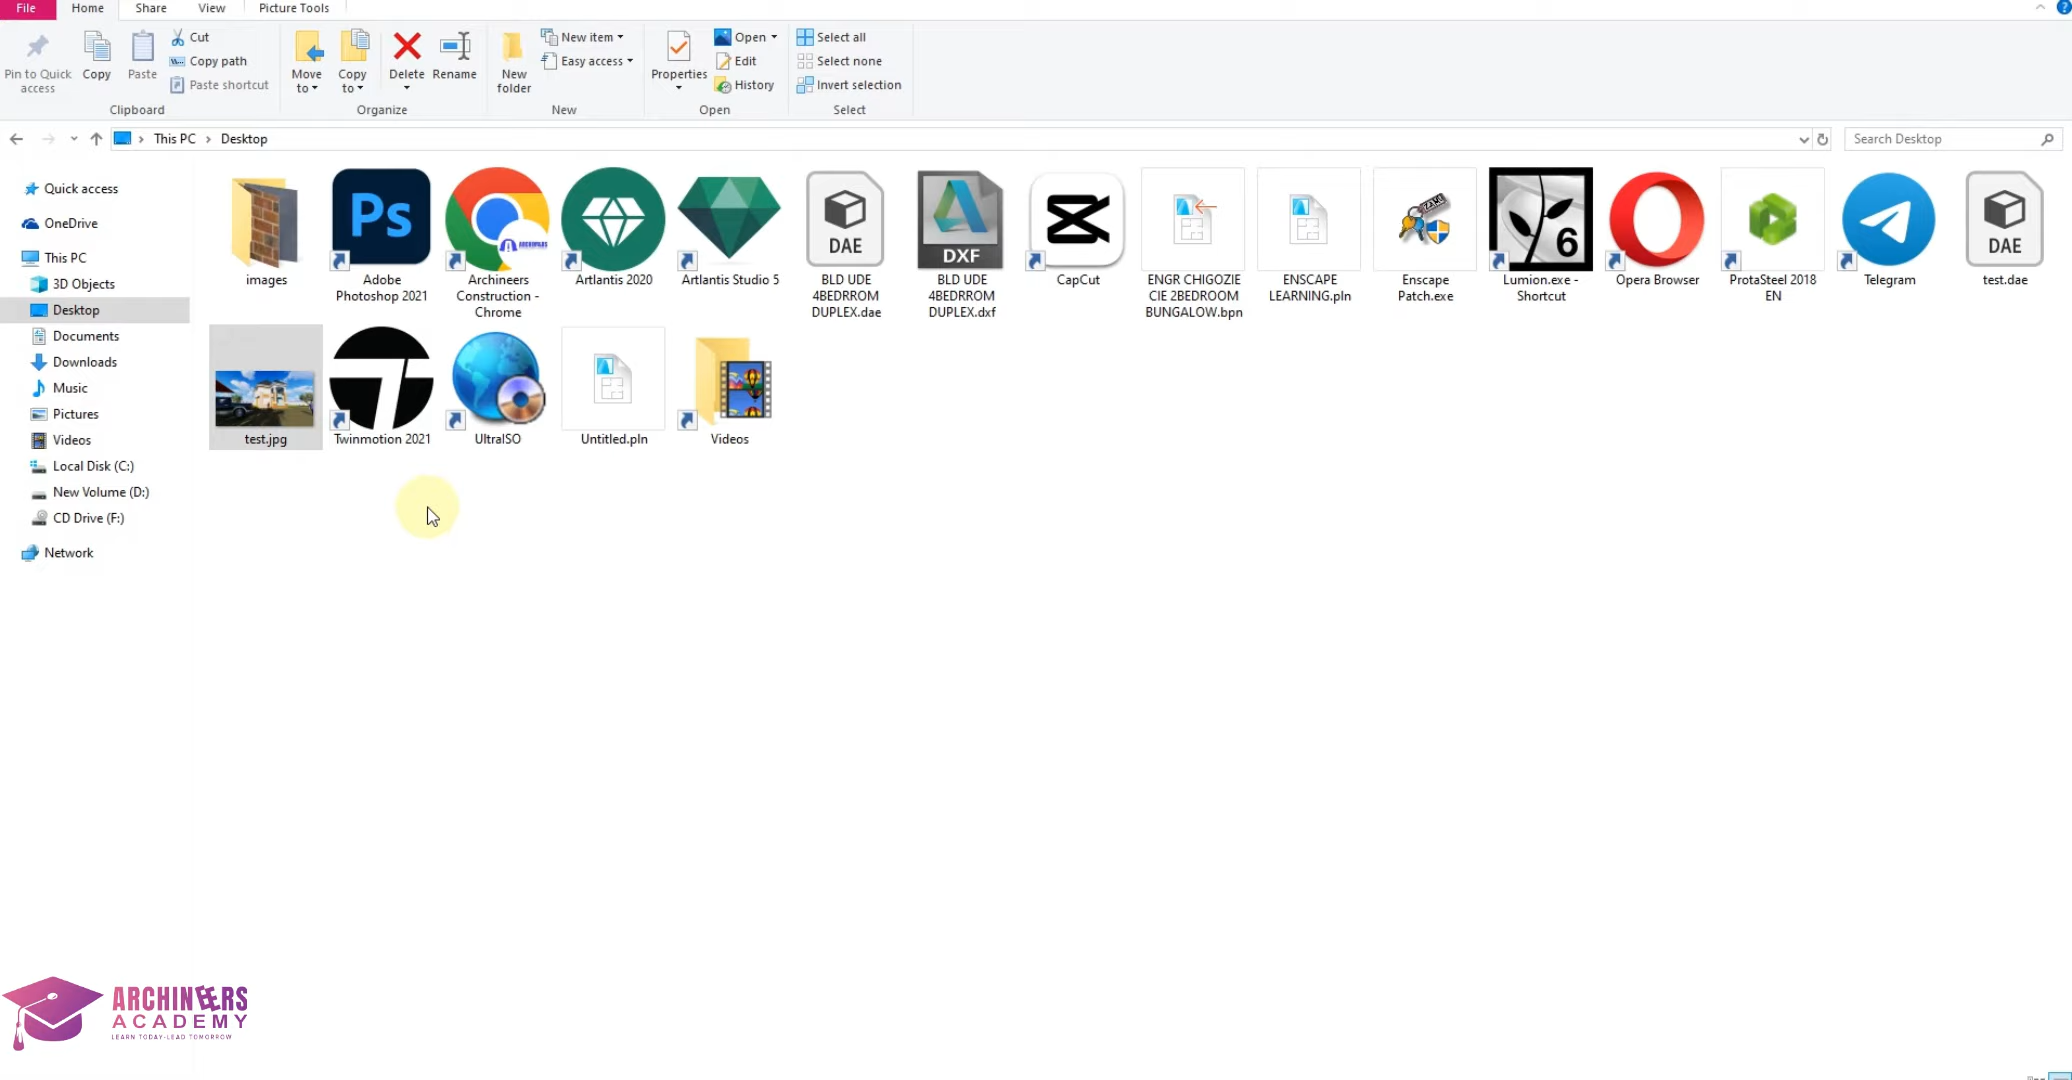 File Home Share View Picture Tools
Pin to Quick
access
Copy
Paste
Cut
Copy path
Paste shortcut
Clipboard
Move
to
Copy
to
Delete
Rename
Organize
New
folder
New item
Easy access
New
Properties
Open
Edit
History
Open
Select all
Select none
Invert selection
Select
This PC
Desktop
Search Desktop
Quick access
OneDrive
This PC
3D Objects
Desktop
Documents
Downloads
Music
Pictures
Videos
Local Disk (C:)
New Volume (D:)
CD Drive (F:)
Network
images
Ps
Adobe
Photoshop 2021
ARCHINEERS
Archineers
Construction -
Chrome
Artlantis 2020
Artlantis Studio 5
DAE
BLD UDE
4BEDRROM
DUPLEX.dae
DXF
BLD UDE
4BEDRROM
DUPLEX.dxf
CapCut
ENGR CHIGOZIE
CIE 2BEDROOM
BUNGALOW.bpn
ENSCAPE
LEARNING.pln
Enscape
Patch.exe
6
Lumion.exe -
Shortcut
Opera Browser
ProtaSteel 2018
EN
Telegram
DAE
test.dae
test.jpg
Twinmotion 2021
UltraISO
Untitled.pln
Videos
ARCHINEERS
ACADEMY
LEARN TODAY-LEAD TOMORROW